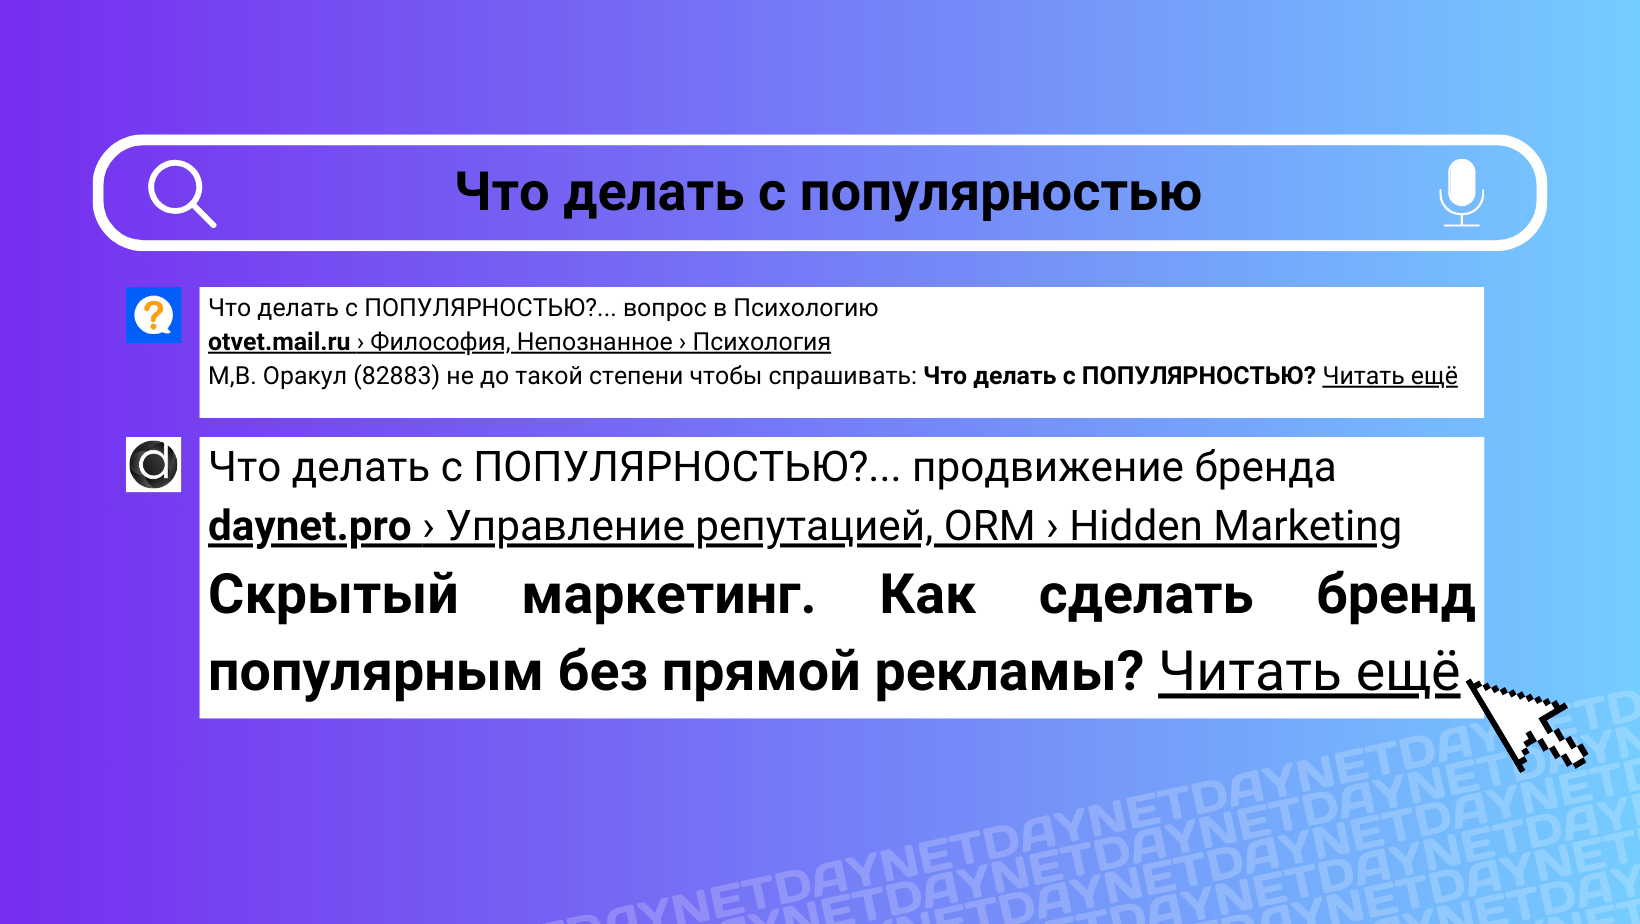 Что делать с популярностью
Что делать с ПОПУЛЯРНОСТЬЮ?... вопрос в Психологию
otvet.mail.ru › Философия, Непознанное › Психология
М,В. Оракул (82883) не до такой степени чтобы спрашивать: Что делать с ПОПУЛЯРНОСТЬЮ? Читать ещё
Что делать с ПОПУЛЯРНОСТЬЮ?... продвижение бренда
daynet.pro › Управление репутацией, ORM › Hidden Marketing
Скрытый маркетинг. Как сделать бренд
популярным без прямой рекламы? Читать ещё
DAYNETDAYNETDAYNETDAYNETDAYNET